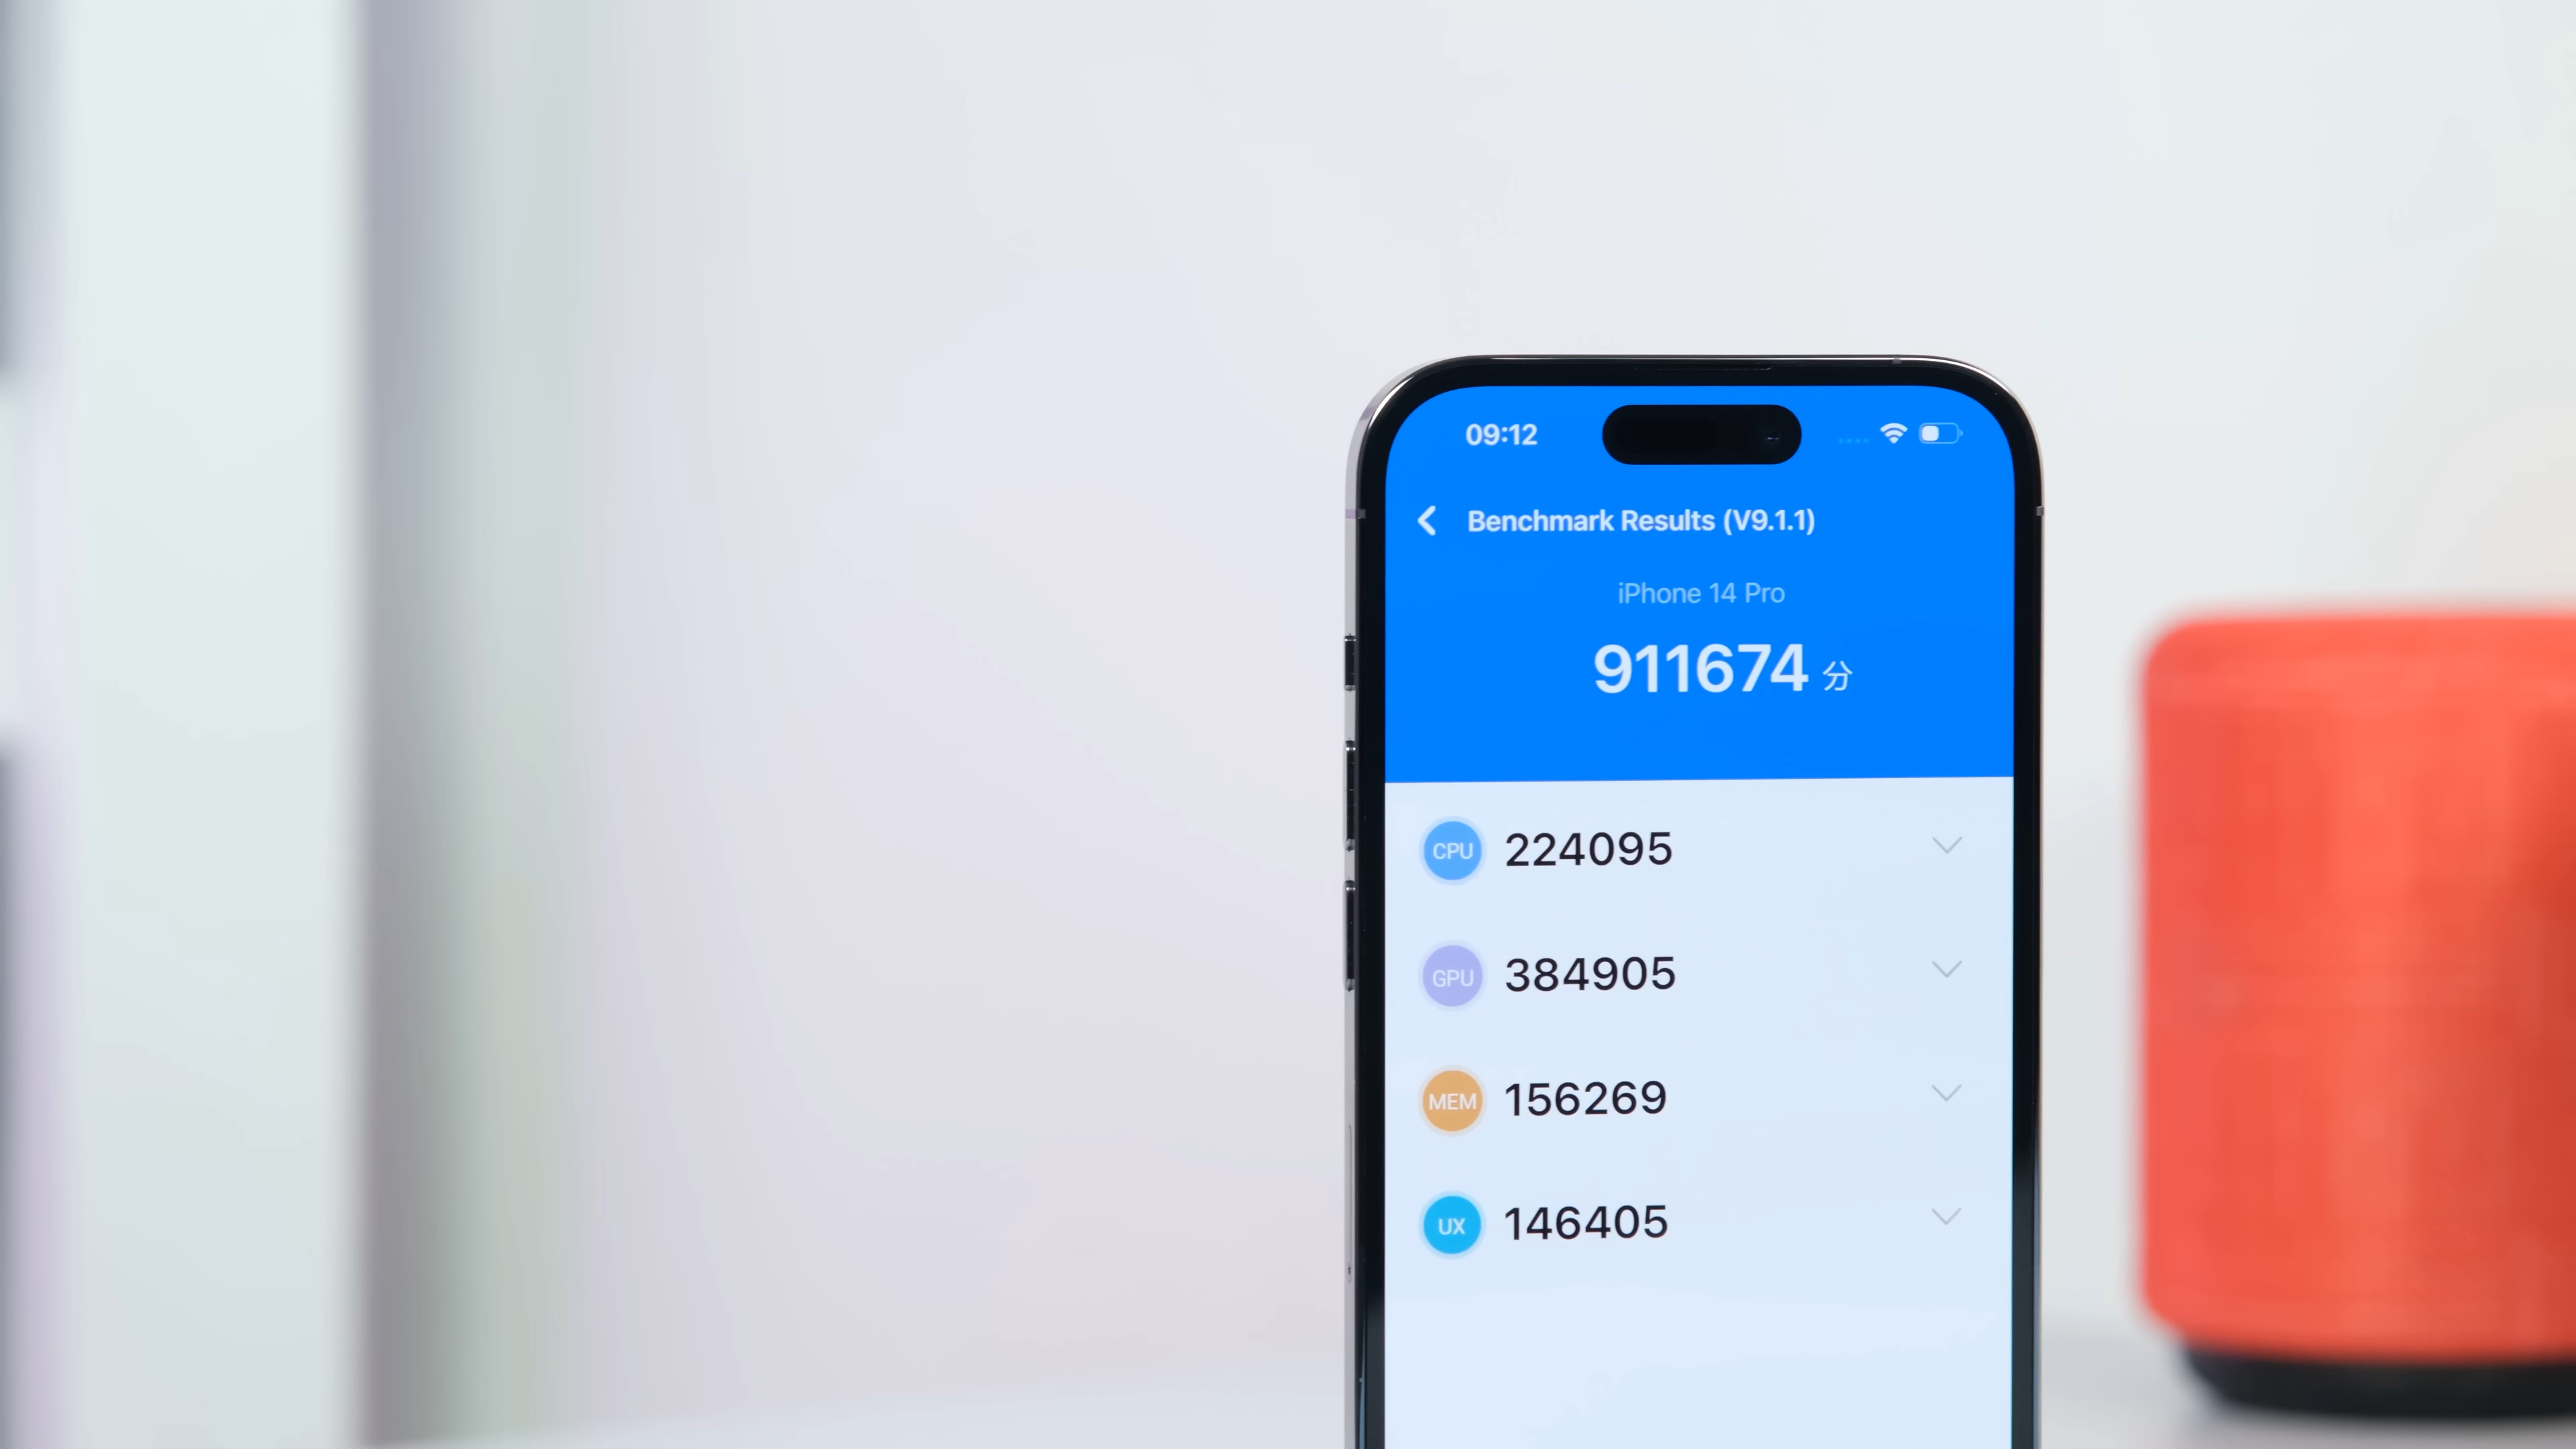 09:12
Benchmark Results (V9.1.1)
iPhone 14 Pro
911674 分
CPU 224095
GPU 384905
MEM 156269
UX 146405